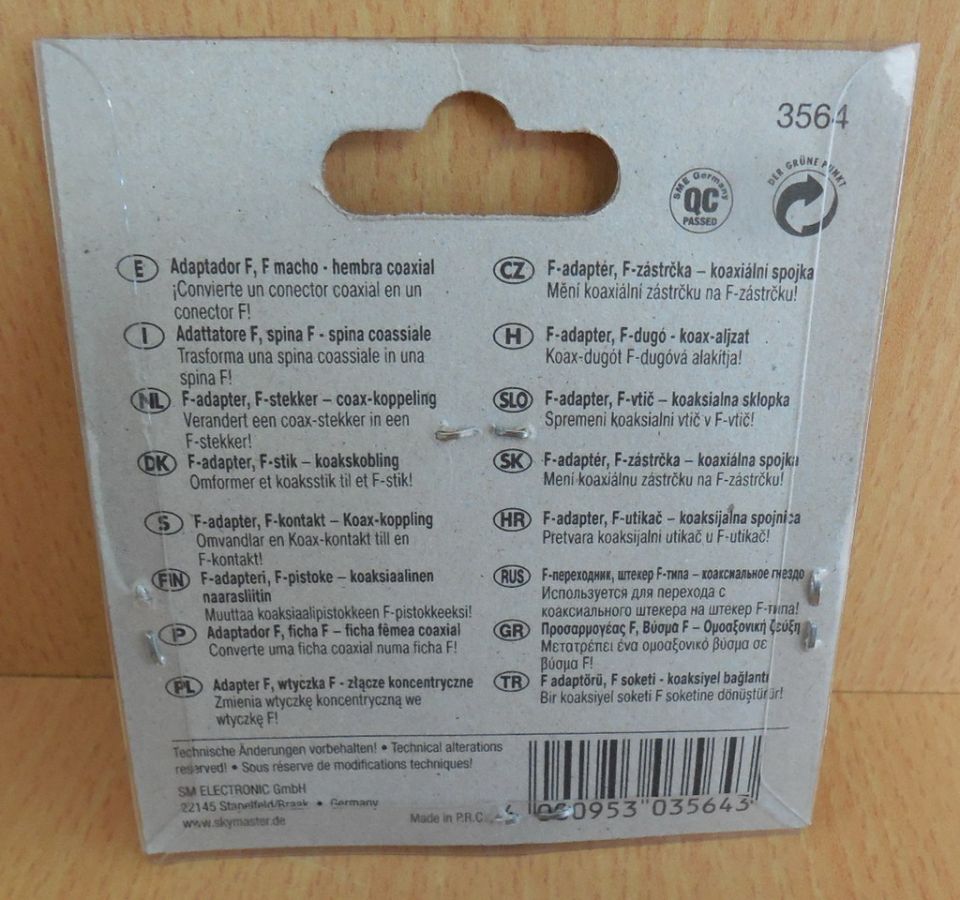 3564
SME Germany
QC
PASSED
DER GRÜNE PUNKT
E Adaptador F, F macho - hembra coaxial
¡Convierte un conector coaxial en un
conector F!
I Adattatore F, spina F - spina coassiale
Trasforma una spina coassiale in una
spina F!
NL F-adapter, F-stekker – coax-koppeling
Verandert een coax-stekker in een
F-stekker!
DK F-adapter, F-stik – koakskobling
Omformer et koaksstik til et F-stik!
S F-adapter, F-kontakt – Koax-koppling
Omvandlar en Koax-kontakt till en
F-kontakt!
FIN F-adapteri, F-pistoke – koaksiaalinen
naarasliitin
Muuttaa koaksiaalipistokkeen F-pistokkeeksi!
P Adaptador F, ficha F – ficha fêmea coaxial
Converte uma ficha coaxial numa ficha F!
PL Adapter F, wtyczka F - złącze koncentryczne
Zmienia wtyczkę koncentryczną we
wtyczkę F!
CZ F-adaptér, F-zástrčka – koaxiální spojka
Mění koaxiální zástrčku na F-zástrčku!
H F-adapter, F-dugó - koax-aljzat
Koax-dugót F-dugóvá alakítja!
SLO F-adapter, F-vtič – koaksialna sklopka
Spremeni koaksialni vtič v F-vtič!
SK F-adaptér, F-zástrčka – koaxiálna spojka
Mení koaxiálnu zástrčku na F-zástrčku!
HR F-adapter, F-utikač – koaksijalna spojnica
Pretvara koaksijalni utikač u F-utikač!
RUS F-переходник, штекер F-типа – коаксиальное гнездо
Используется для перехода с
коаксиального штекера на штекер F-типа!
GR Προσαρμογέας F, Βύσμα F – Ομοαξονική ζεύξη
Μετατρέπει ένα ομοαξονικό βύσμα σε
βύσμα F!
TR F adaptörü, F soketi - koaksiyel bağlantı
Bir koaksiyel soketi F soketine dönüştürür!
Technische Änderungen vorbehalten! • Technical alterations
reserved! • Sous réserve de modifications techniques!
SM ELECTRONIC GmbH
22145 Stapelfeld/Braak • Germany
www.skymaster.de
Made in P.R.C.
035643